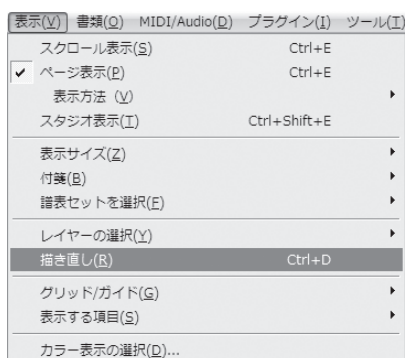 表示(V) 書類(O) MIDI/Audio(D) プラグイン(I) ツール(T)
スクロール表示(S) Ctrl+E
✔ ページ表示(P) Ctrl+E
表示方法 (V)
スタジオ表示(I) Ctrl+Shift+E
表示サイズ(Z)
付箋(B)
譜表セットを選択(F)
レイヤーの選択(Y)
描き直し(R) Ctrl+D
グリッド/ガイド(G)
表示する項目(S)
カラー表示の選択(D)...